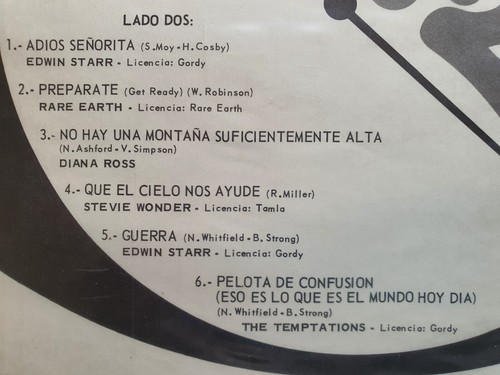 LADO DOS:
1.- ADIOS SEÑORITA (S.Moy-H.Cosby)
EDWIN STARR - Licencia: Gordy
2.- PREPARATE (Get Ready) (W.Robinson)
RARE EARTH - Licencia: Rare Earth
3.- NO HAY UNA MONTAÑA SUFICIENTEMENTE ALTA
(N.Ashford-V.Simpson)
DIANA ROSS
4.- QUE EL CIELO NOS AYUDE (R.Miller)
STEVIE WONDER - Licencia: Tamla
5.- GUERRA (N.Whitfield-B.Strong)
EDWIN STARR - Licencia: Gordy
6.- PELOTA DE CONFUSION
(ESO ES LO QUE ES EL MUNDO HOY DIA)
(N.Whitfield-B.Strong)
THE TEMPTATIONS - Licencia: Gordy